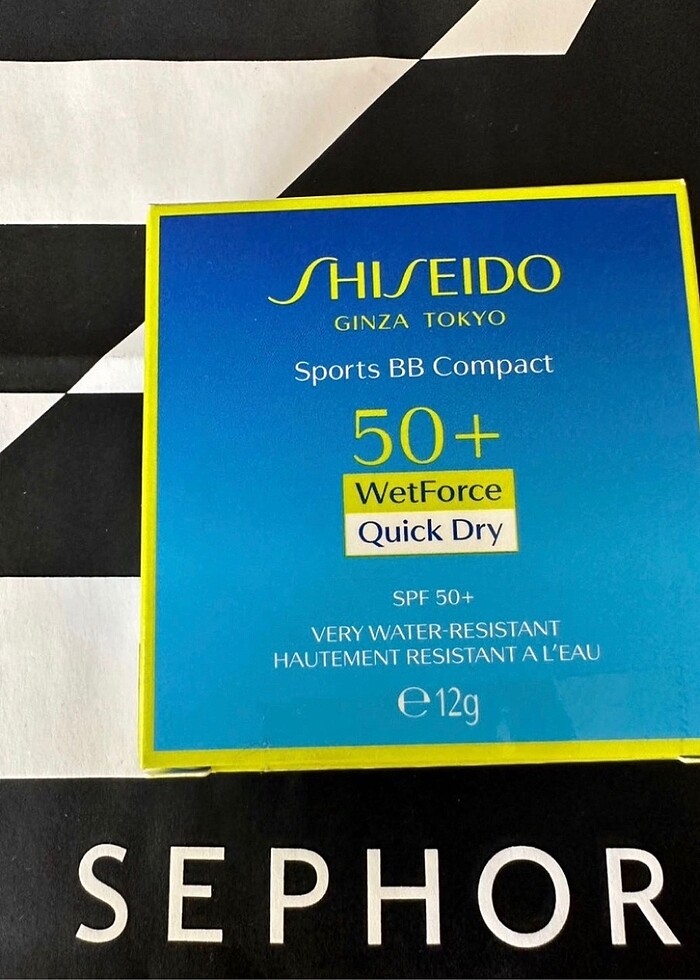 SHISEIDO
GINZA TOKYO
Sports BB Compact
50+
WetForce
Quick Dry
SPF 50+
VERY WATER-RESISTANT
HAUTEMENT RESISTANT A L'EAU
℮12g
SEPHOR